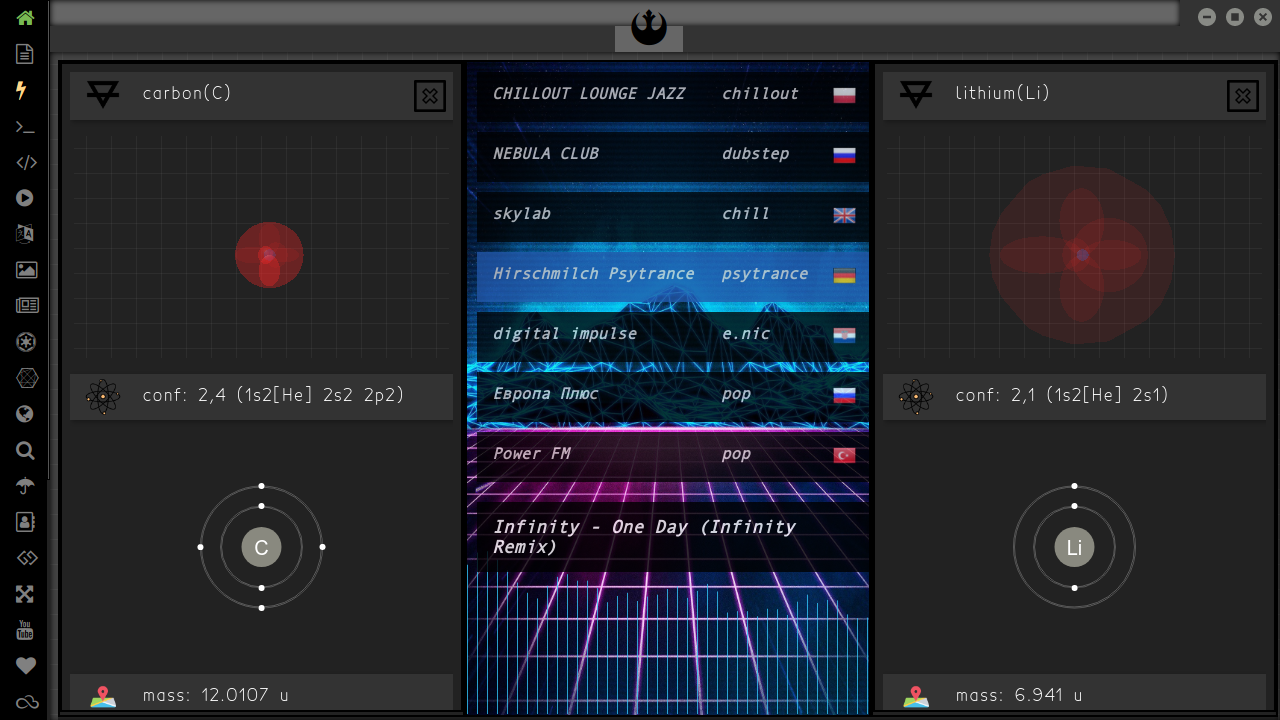 carbon(C)
conf: 2,4 (1s2[He] 2s2 2p2)
C
mass: 12.0107 u
CHILLOUT LOUNGE JAZZ chillout
NEBULA CLUB dubstep
skylab chill
Hirschmilch Psytrance psytrance
digital impulse e.nic
Европа Плюс pop
Power FM pop
Infinity - One Day (Infinity
Remix)
lithium(Li)
conf: 2,1 (1s2[He] 2s1)
Li
mass: 6.941 u
You
Tube